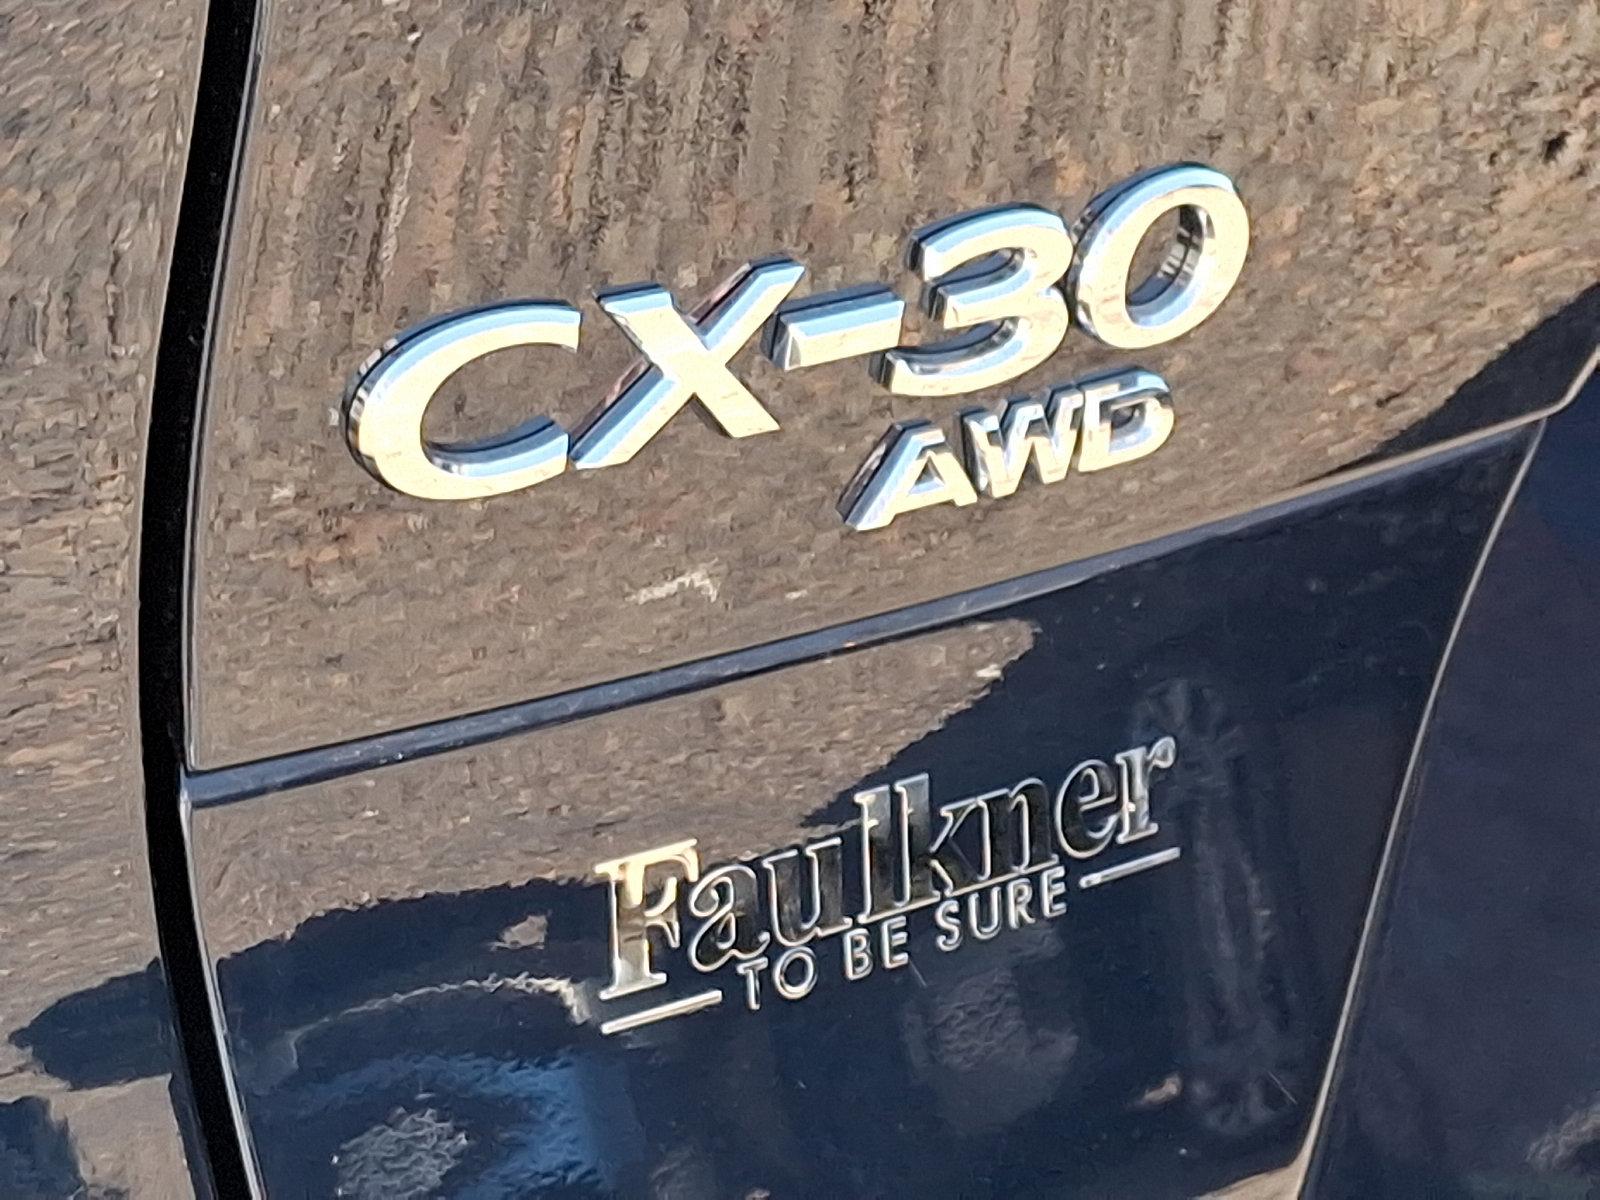 CX-30
AWD
Faulkner
TO BE SURE